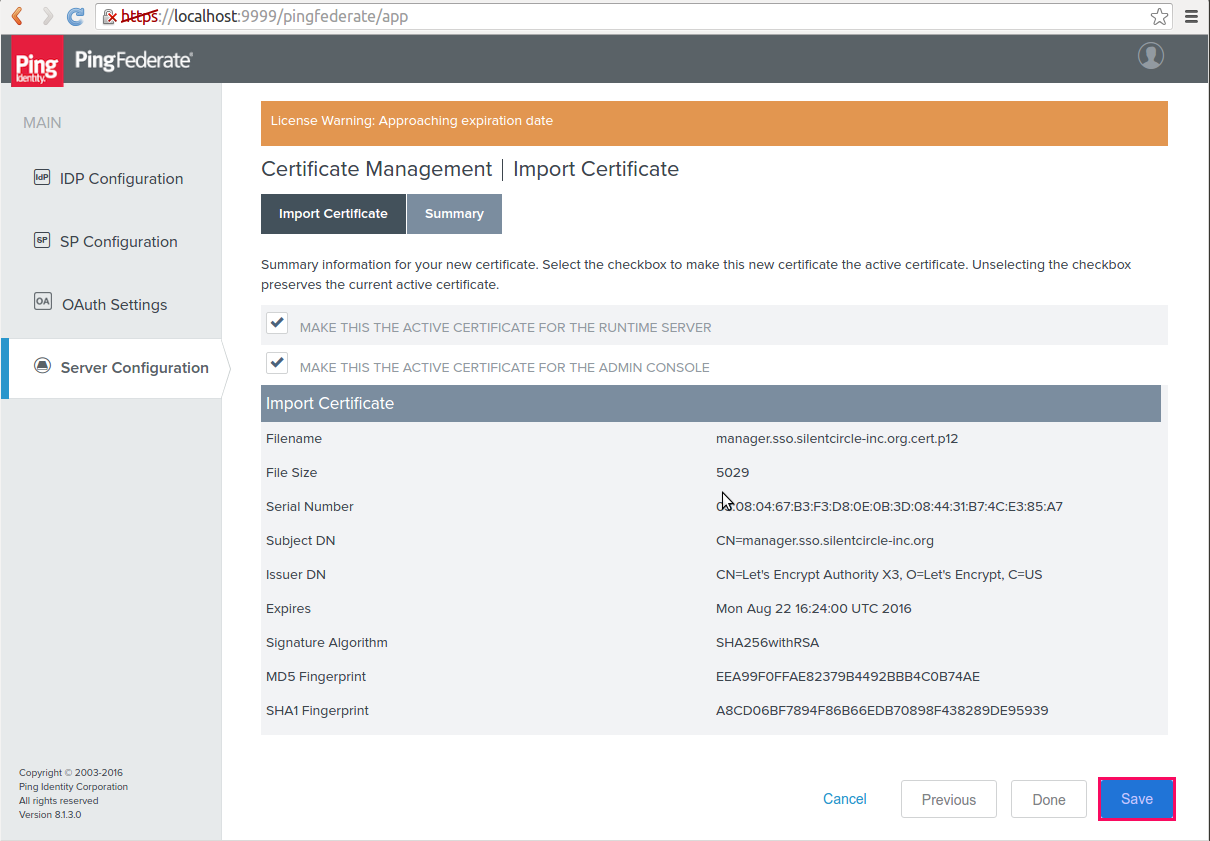 https://localhost:9999/pingfederate/app
Ping
Identity.
PingFederate®
MAIN
IdP IDP Configuration
SP SP Configuration
OA OAuth Settings
Server Configuration
Copyright © 2003-2016
Ping Identity Corporation
All rights reserved
Version 8.1.3.0
License Warning: Approaching expiration date
Certificate Management | Import Certificate
Import Certificate Summary
Summary information for your new certificate. Select the checkbox to make this new certificate the active certificate. Unselecting the checkbox
preserves the current active certificate.
MAKE THIS THE ACTIVE CERTIFICATE FOR THE RUNTIME SERVER
MAKE THIS THE ACTIVE CERTIFICATE FOR THE ADMIN CONSOLE
Import Certificate
Filename manager.sso.silentcircle-inc.org.cert.p12
File Size 5029
Serial Number :08:04:67:B3:F3:D8:0E:0B:3D:08:44:31:B7:4C:E3:85:A7
Subject DN CN=manager.sso.silentcircle-inc.org
Issuer DN CN=Let's Encrypt Authority X3, O=Let's Encrypt, C=US
Expires Mon Aug 22 16:24:00 UTC 2016
Signature Algorithm SHA256withRSA
MD5 Fingerprint EEA99F0FFAE82379B4492BBB4C0B74AE
SHA1 Fingerprint A8CD06BF7894F86B66EDB70898F438289DE95939
Cancel Previous Done Save